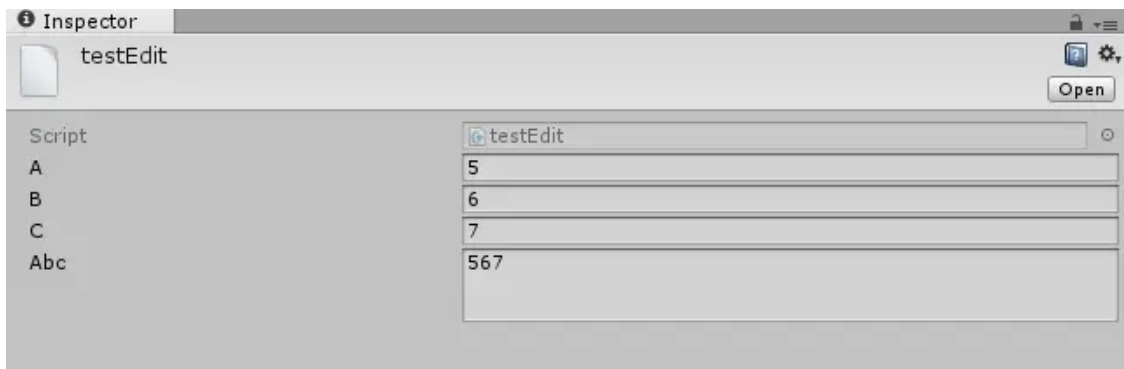 Inspector
testEdit
Open
Script testEdit
A 5
B 6
C 7
Abc 567